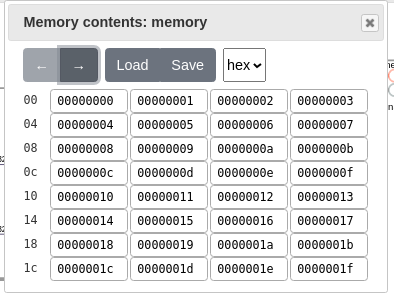 Memory contents: memory ✖
← → Load Save hex
00 00000000 00000001 00000002 00000003
04 00000004 00000005 00000006 00000007
08 00000008 00000009 0000000a 0000000b
0c 0000000c 0000000d 0000000e 0000000f
10 00000010 00000011 00000012 00000013
14 00000014 00000015 00000016 00000017
18 00000018 00000019 0000001a 0000001b
1c 0000001c 0000001d 0000001e 0000001f